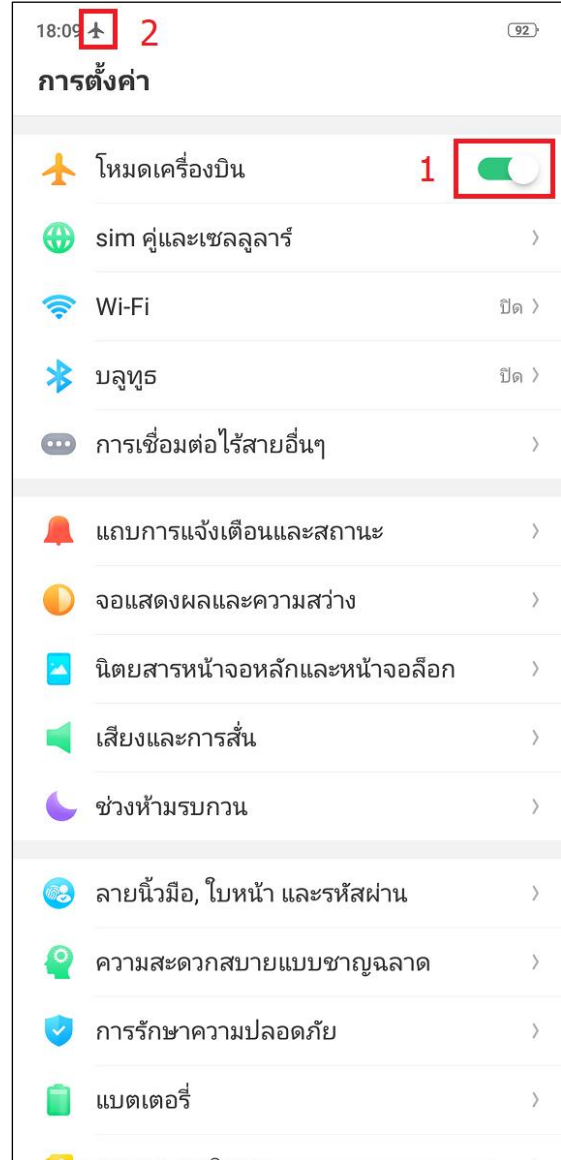 18:09 2 92
การตั้งค่า
โหมดเครื่องบิน 1
sim คู่และเซลลูลาร์
Wi-Fi ปิด
บลูทูธ ปิด
การเชื่อมต่อไร้สายอื่นๆ
แถบการแจ้งเตือนและสถานะ
จอแสดงผลและความสว่าง
นิตยสารหน้าจอหลักและหน้าจอล็อก
เสียงและการสั่น
ช่วงห้ามรบกวน
ลายนิ้วมือ, ใบหน้า และรหัสผ่าน
ความสะดวกสบายแบบชาญฉลาด
การรักษาความปลอดภัย
แบตเตอรี่